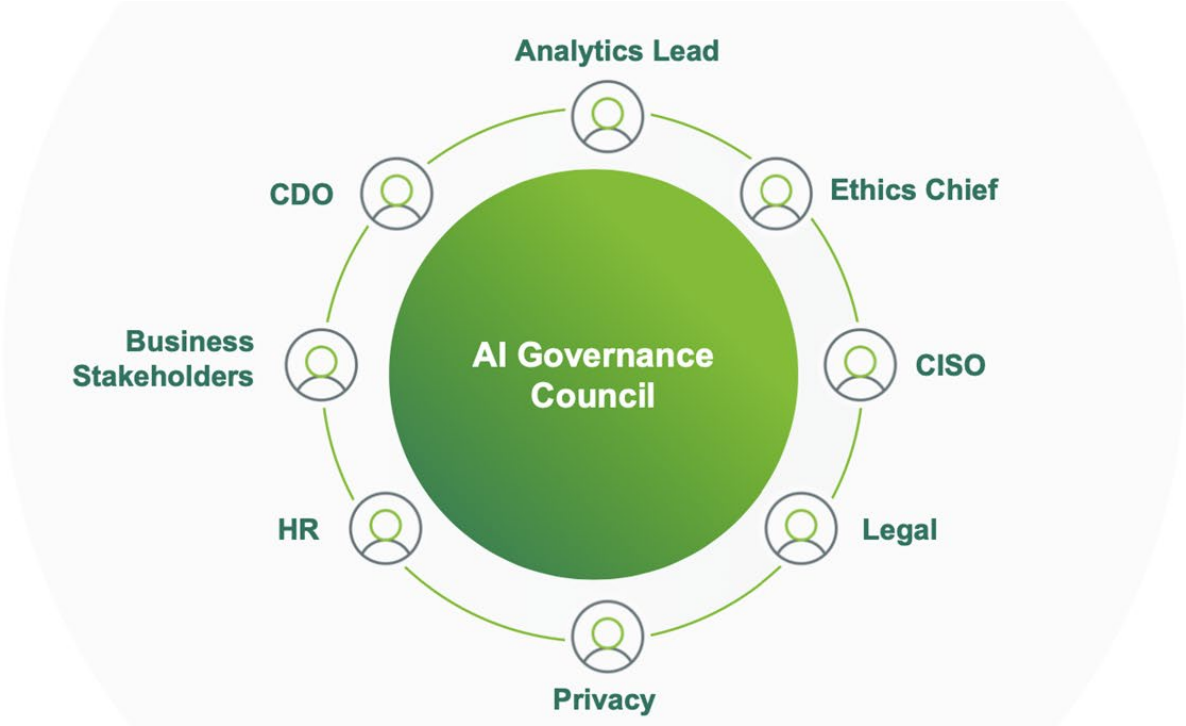 Analytics Lead
CDO
Ethics Chief
Business
Stakeholders
AI Governance
Council
CISO
HR
Legal
Privacy